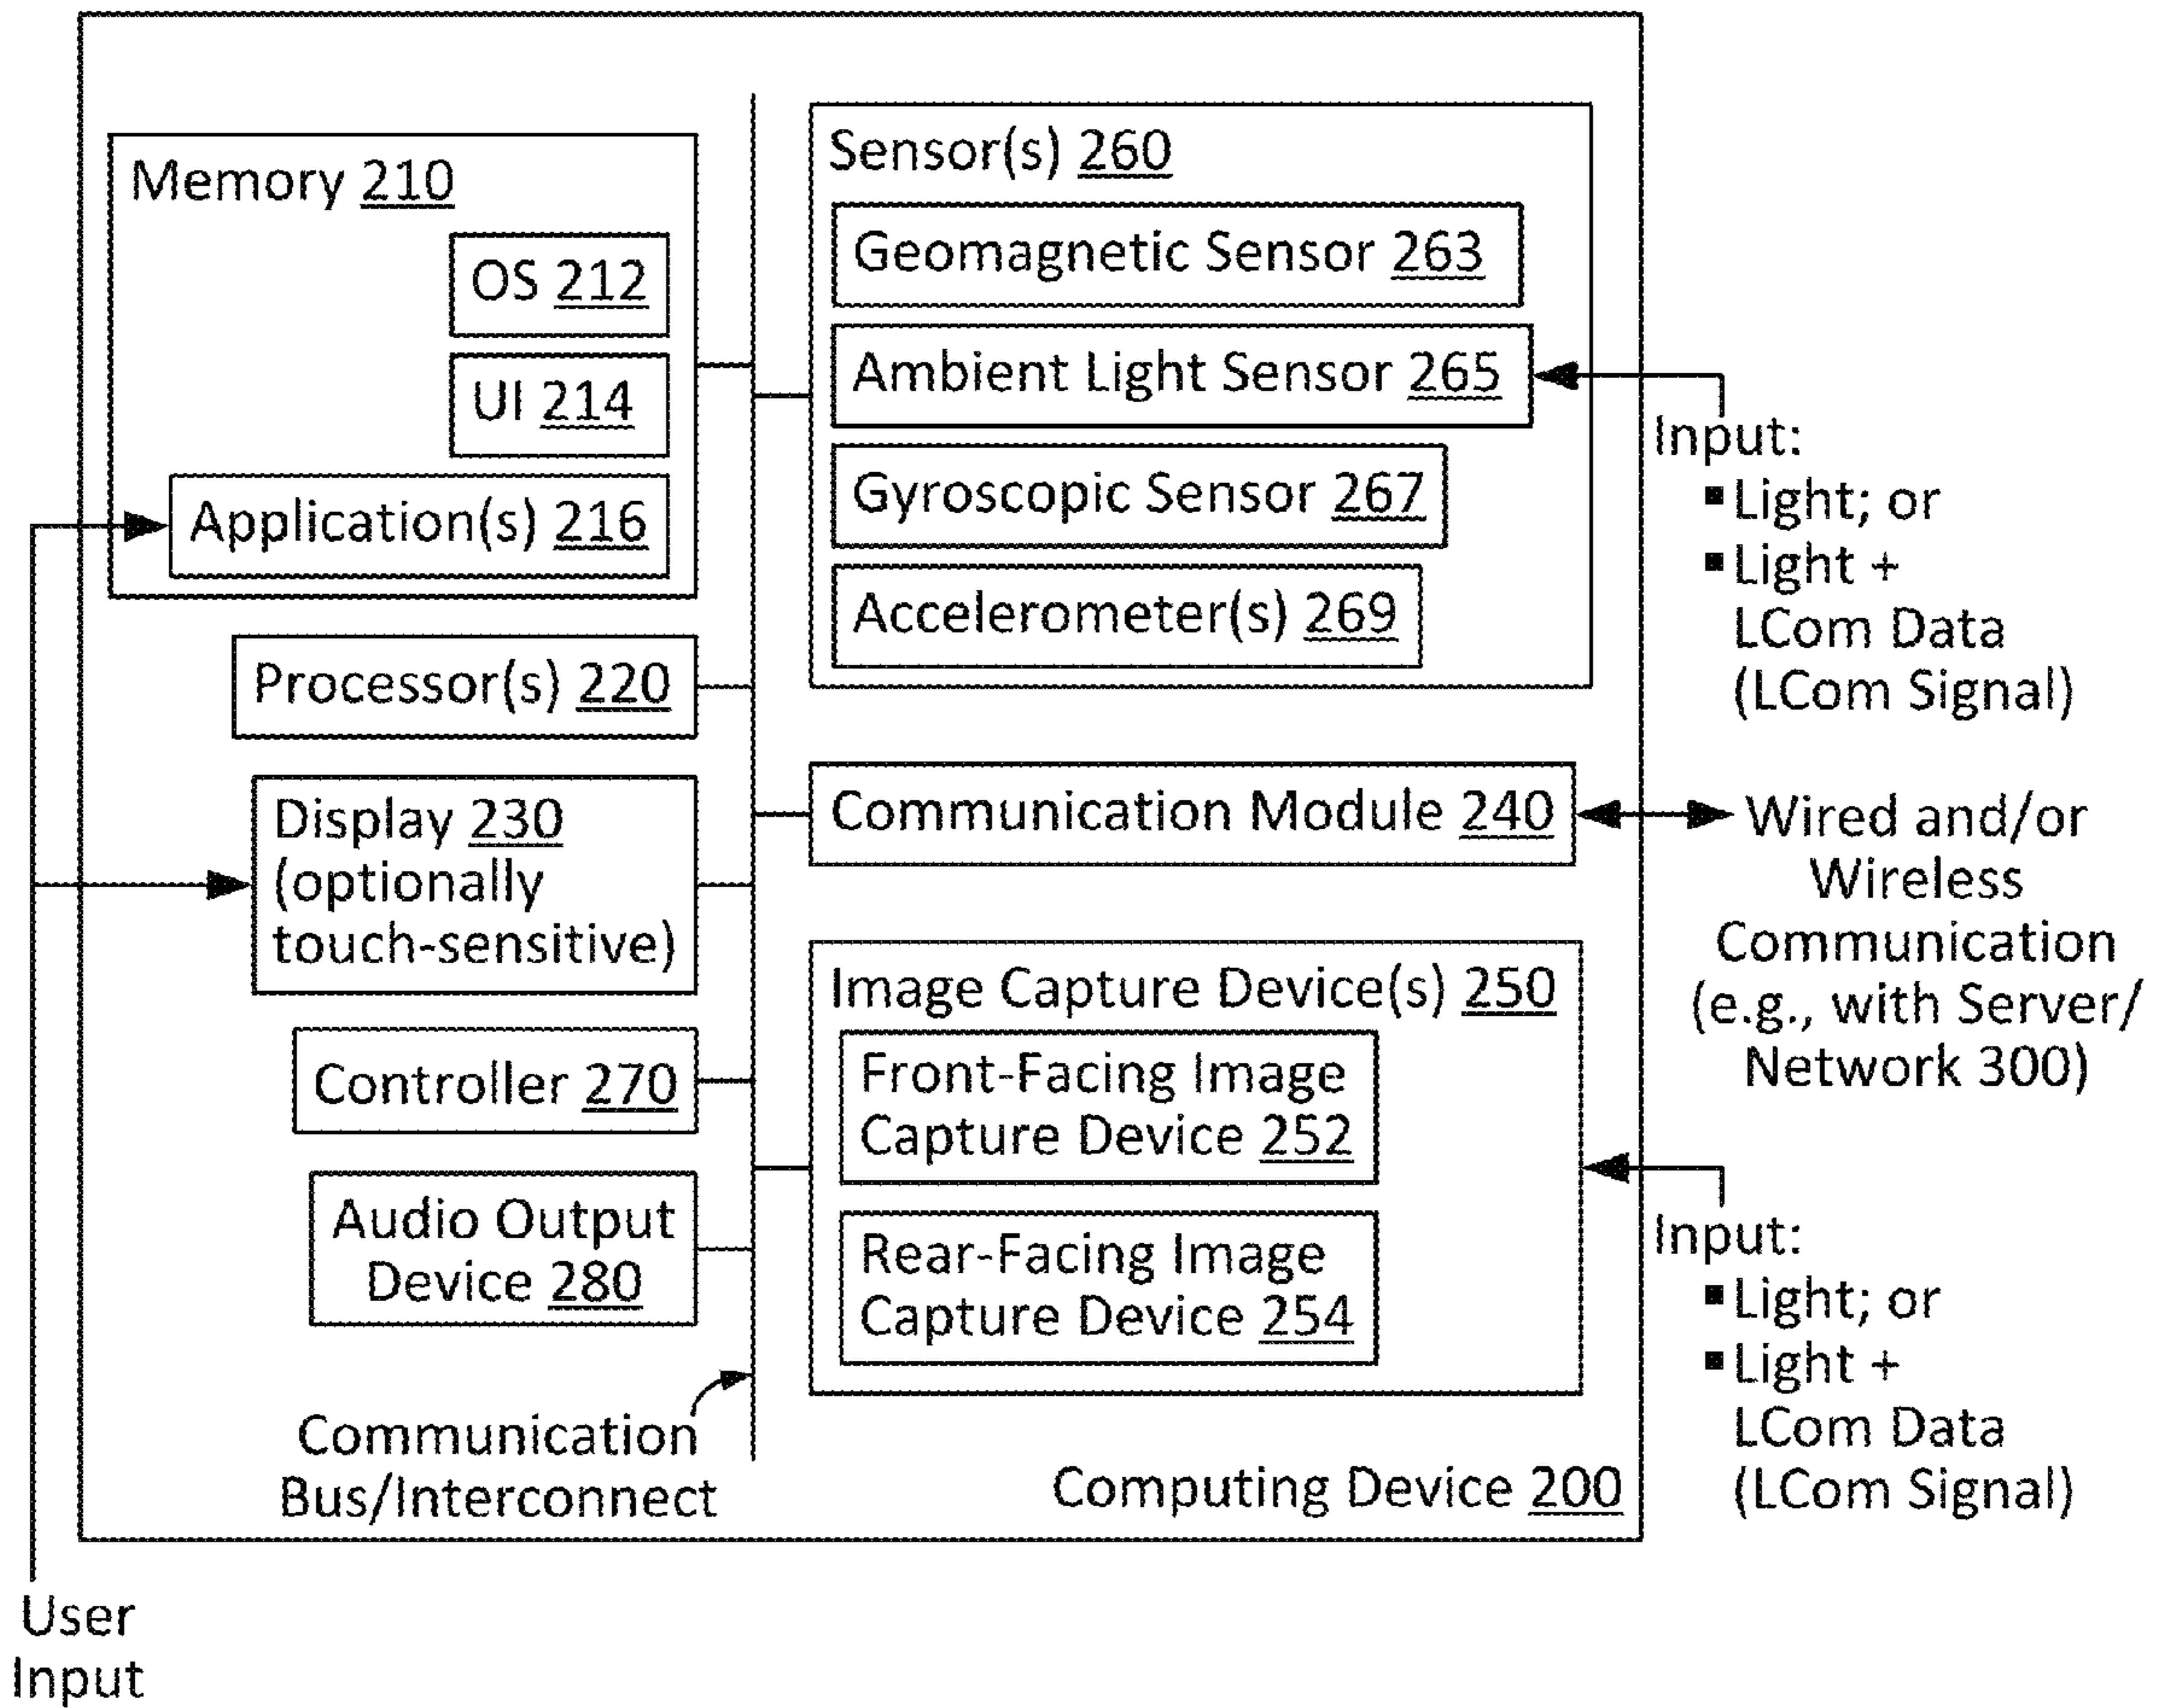 Memory 210
OS 212
UI 214
Application(s) 216
Processor(s) 220
Display 230
(optionally
touch-sensitive)
Controller 270
Audio Output
Device 280
Communication
Bus/Interconnect
Sensor(s) 260
Geomagnetic Sensor 263
Ambient Light Sensor 265
Gyroscopic Sensor 267
Accelerometer(s) 269
Communication Module 240
Image Capture Device(s) 250
Front-Facing Image
Capture Device 252
Rear-Facing Image
Capture Device 254
Computing Device 200
Input:
▪ Light; or
▪ Light +
LCom Data
(LCom Signal)
Wired and/or
Wireless
Communication
(e.g., with Server/
Network 300)
Input:
▪ Light; or
▪ Light +
LCom Data
(LCom Signal)
User
Input